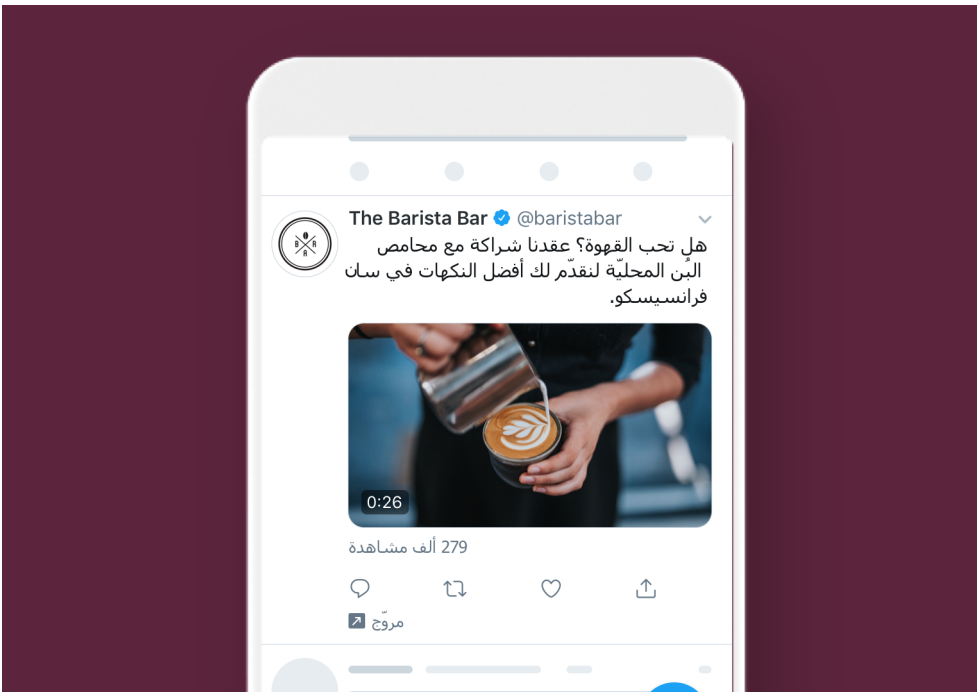 The Barista Bar @baristabar
هل تحب القهوة؟ عقدنا شراكة مع محامص
البُن المحليّة لنقدّم لك أفضل النكهات في سان
فرانسيسكو.
0:26
279 ألف مشاهدة
مروّج
B A R R